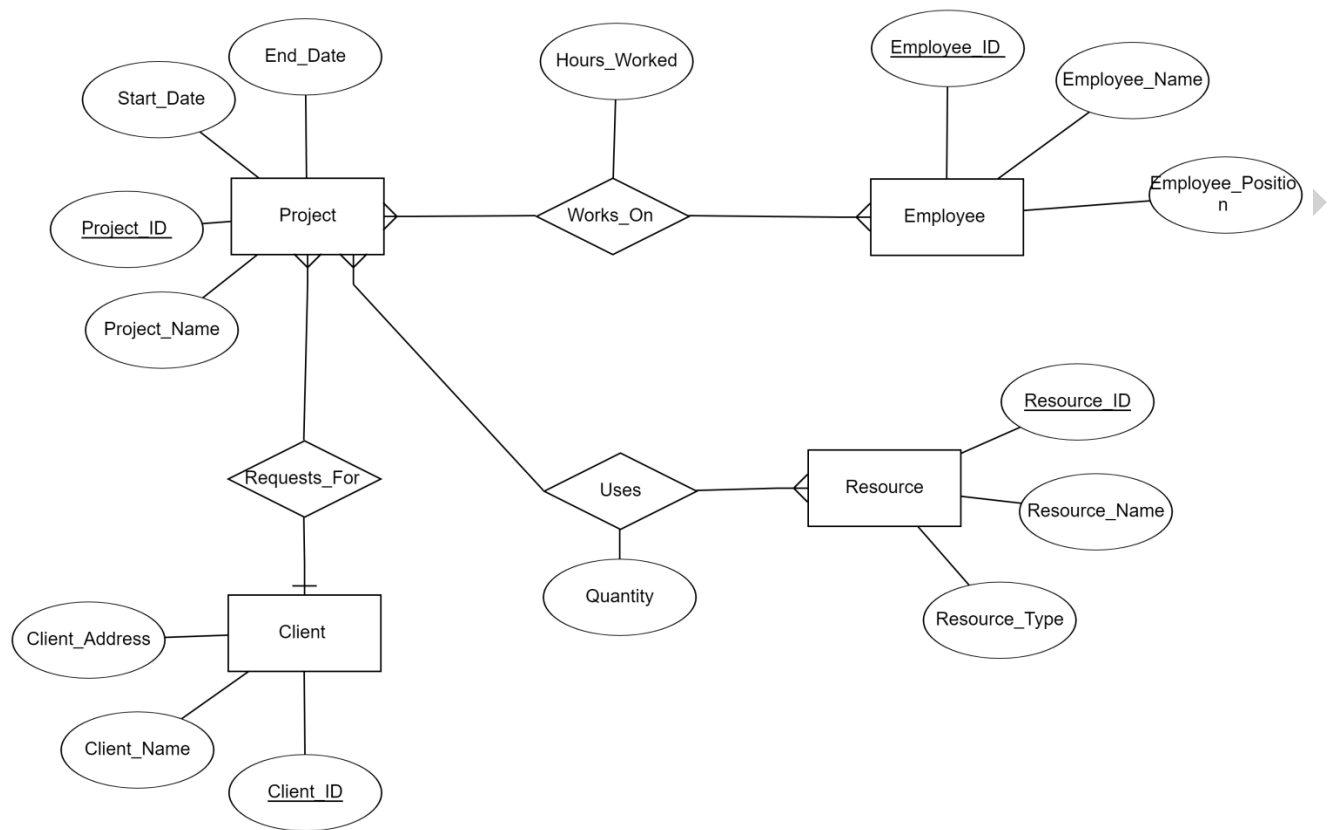 End_Date
Hours_Worked
Employee_ID
Employee_Name
Start_Date
Employee_Positio
n
Project
Works_On
Employee
Project_ID
Project_Name
Resource_ID
Requests_For
Uses
Resource
Resource_Name
Quantity
Resource_Type
Client_Address
Client
Client_Name
Client_ID